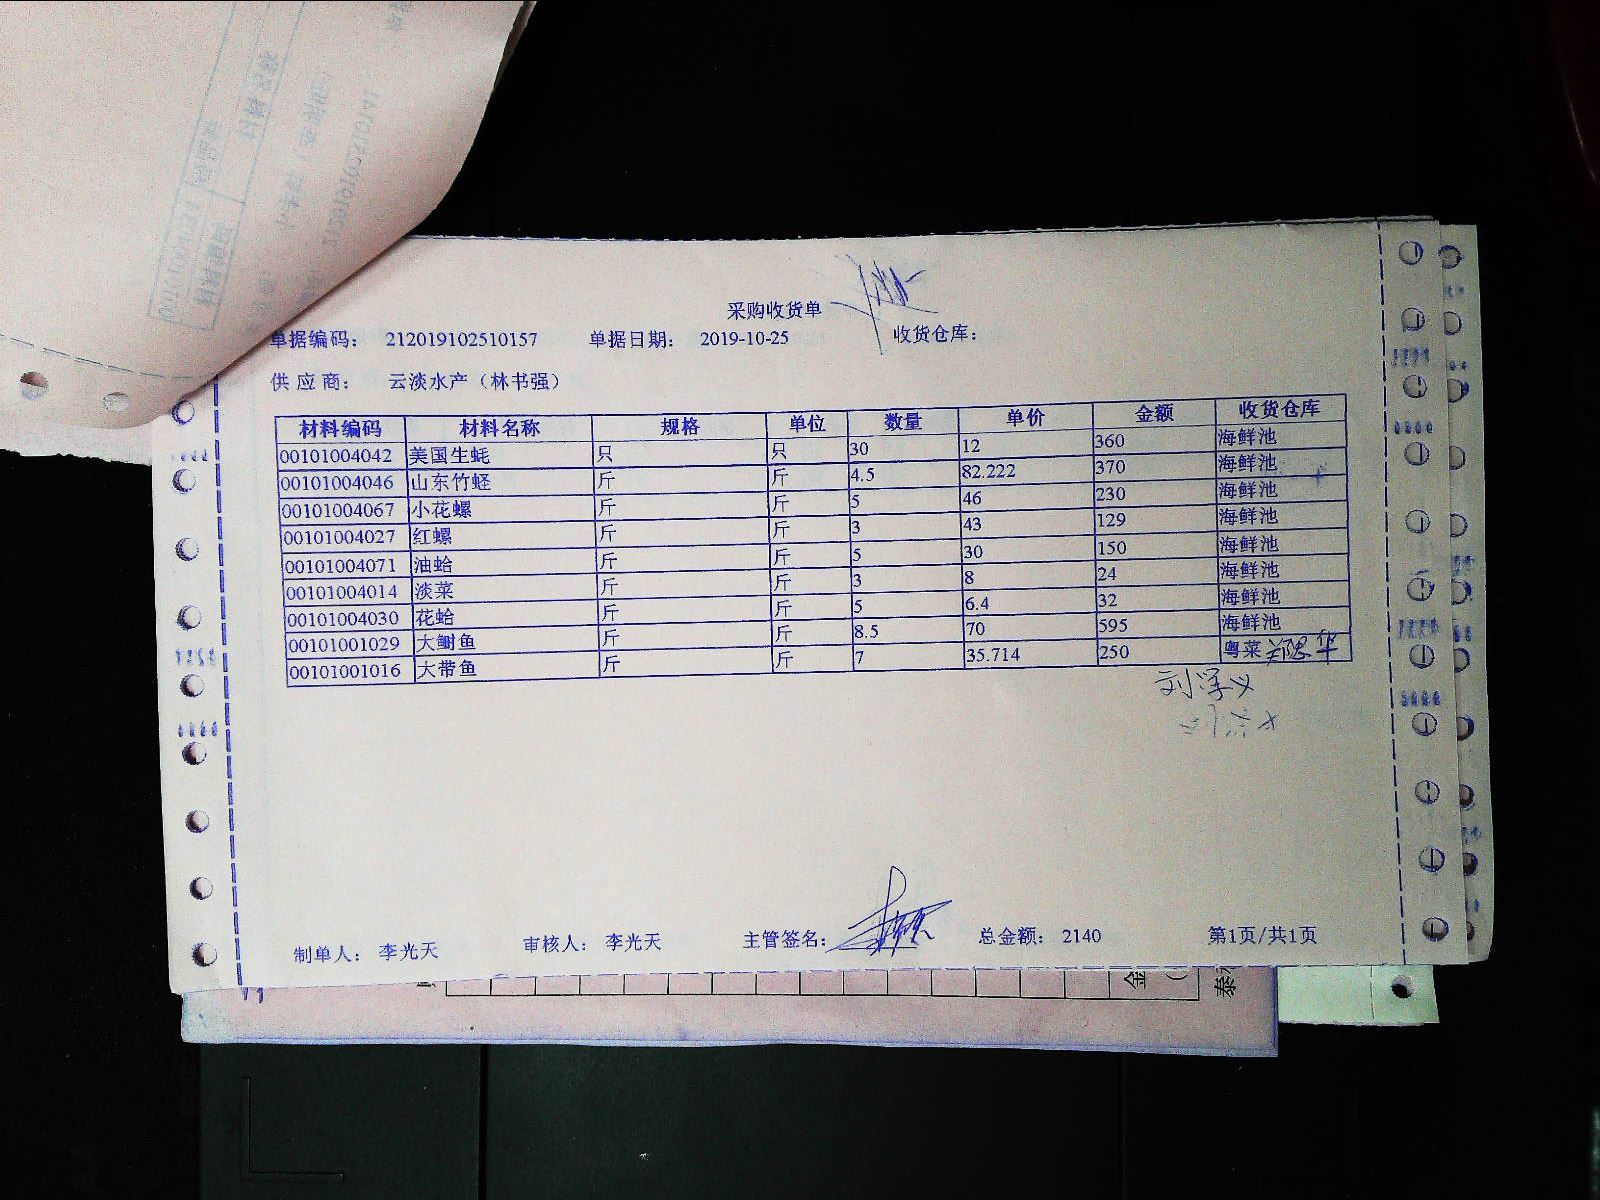 采购收货单
单据编码： 212019102510157 单据日期： 2019-10-25 收货仓库：
供 应 商： 云淡水产（林书强）
材料编码 材料名称 规格 单位 数量 单价 金额 收货仓库
00101004042 美国生蚝 只 只 30 12 360 海鲜池
00101004046 山东竹蛏 斤 斤 4.5 82.222 370 海鲜池
00101004067 小花螺 斤 斤 5 46 230 海鲜池
00101004027 红螺 斤 斤 3 43 129 海鲜池
00101004071 油蛤 斤 斤 5 30 150 海鲜池
00101004014 淡菜 斤 斤 3 8 24 海鲜池
00101004030 花蛤 斤 斤 5 6.4 32 海鲜池
00101001029 大鲥鱼 斤 斤 8.5 70 595 海鲜池
00101001016 大带鱼 斤 斤 7 35.714 250 粤菜
刘学义
制单人： 李光天 审核人： 李光天 主管签名： 总金额： 2140 第1页/共1页
金
泰